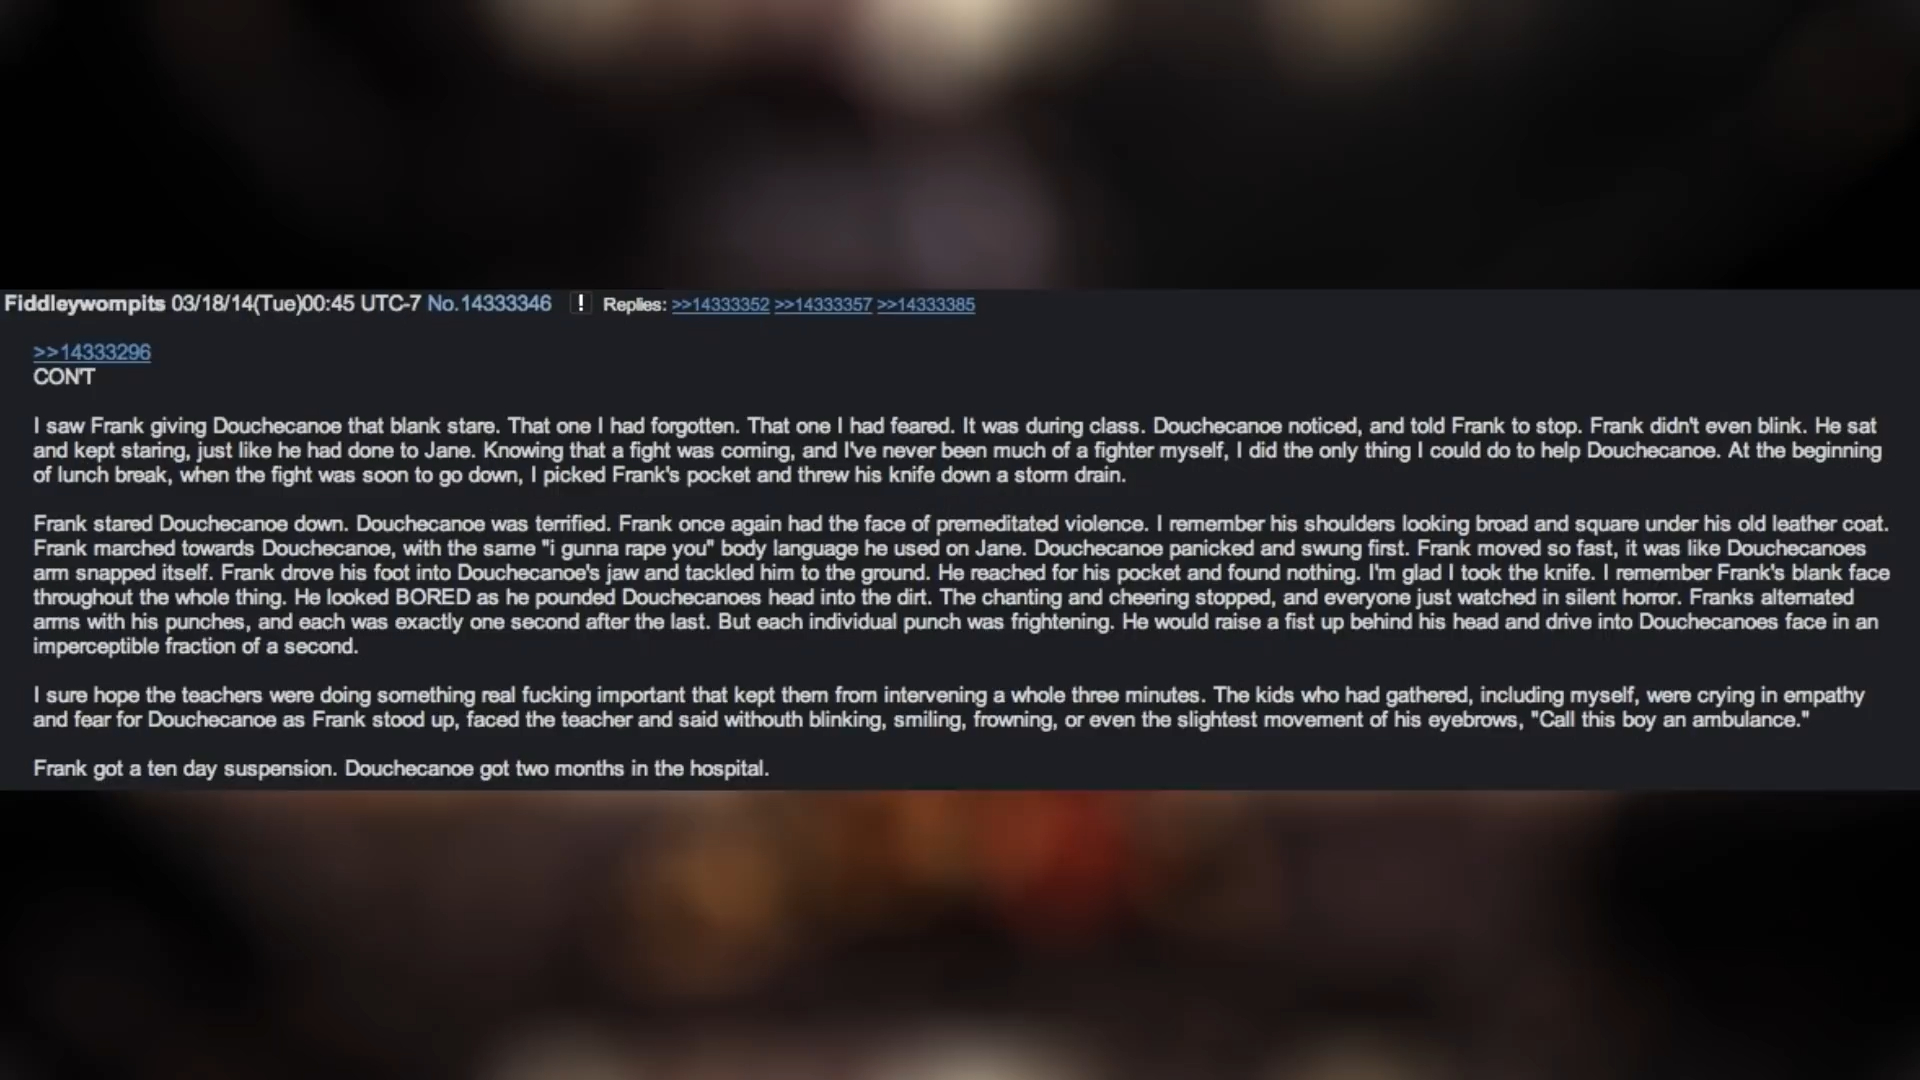 Fiddleywompits 03/18/14(Tue)00:45 UTC-7 No.14333346 ! Replies: >>14333352 >>14333357 >>14333385
>>14333296
CON'T
I saw Frank giving Douchecanoe that blank stare. That one I had forgotten. That one I had feared. It was during class. Douchecanoe noticed, and told Frank to stop. Frank didn't even blink. He sat
and kept staring, just like he had done to Jane. Knowing that a fight was coming, and I've never been much of a fighter myself, I did the only thing I could do to help Douchecanoe. At the beginning
of lunch break, when the fight was soon to go down, I picked Frank's pocket and threw his knife down a storm drain.
Frank stared Douchecanoe down. Douchecanoe was terrified. Frank once again had the face of premeditated violence. I remember his shoulders looking broad and square under his old leather coat.
Frank marched towards Douchecanoe, with the same "i gunna rape you" body language he used on Jane. Douchecanoe panicked and swung first. Frank moved so fast, it was like Douchecanoes
arm snapped itself. Frank drove his foot into Douchecanoe's jaw and tackled him to the ground. He reached for his pocket and found nothing. I'm glad I took the knife. I remember Frank's blank face
throughout the whole thing. He looked BORED as he pounded Douchecanoes head into the dirt. The chanting and cheering stopped, and everyone just watched in silent horror. Franks alternated
arms with his punches, and each was exactly one second after the last. But each individual punch was frightening. He would raise a fist up behind his head and drive into Douchecanoes face in an
imperceptible fraction of a second.
I sure hope the teachers were doing something real fucking important that kept them from intervening a whole three minutes. The kids who had gathered, including myself, were crying in empathy
and fear for Douchecanoe as Frank stood up, faced the teacher and said withouth blinking, smiling, frowning, or even the slightest movement of his eyebrows, "Call this boy an ambulance."
Frank got a ten day suspension. Douchecanoe got two months in the hospital.